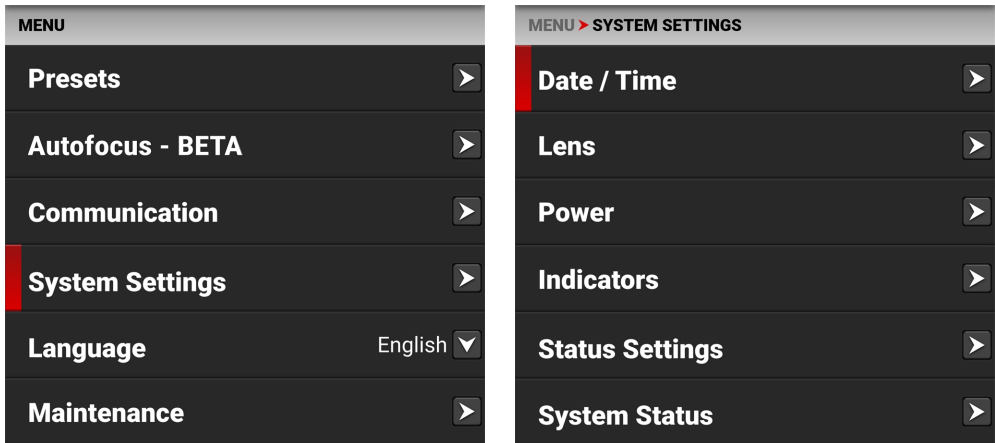 MENU
Presets
Autofocus - BETA
Communication
System Settings
Language English
Maintenance
MENU SYSTEM SETTINGS
Date / Time
Lens
Power
Indicators
Status Settings
System Status